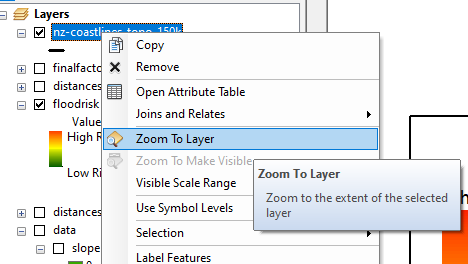 Layers
nz-coastlines-topo-150k
Copy
Remove
finalfacto
Open Attribute Table
distances
Joins and Relates
floodrisk
Value
Zoom To Layer
High R
Zoom To Make Visible
Zoom To Layer
Low Ri
Visible Scale Range
Zoom to the extent of the selected
layer
distances
Use Symbol Levels
data
Selection
slope
Label Features